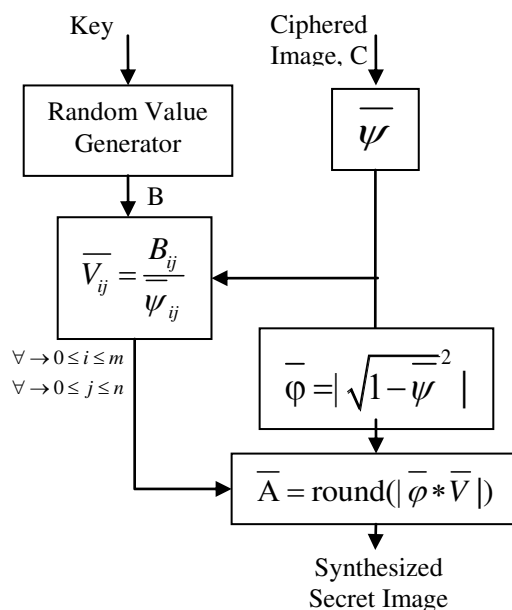 Key
Ciphered
Image, C
Random Value
Generator
ψ̅
B
V̅ij = Bij / ψ̅ij
∀ → 0 ≤ i ≤ m
∀ → 0 ≤ j ≤ n
φ̅ = | √1 − ψ̅² |
A̅ = round(| φ̅ * V̅ |)
Synthesized
Secret Image